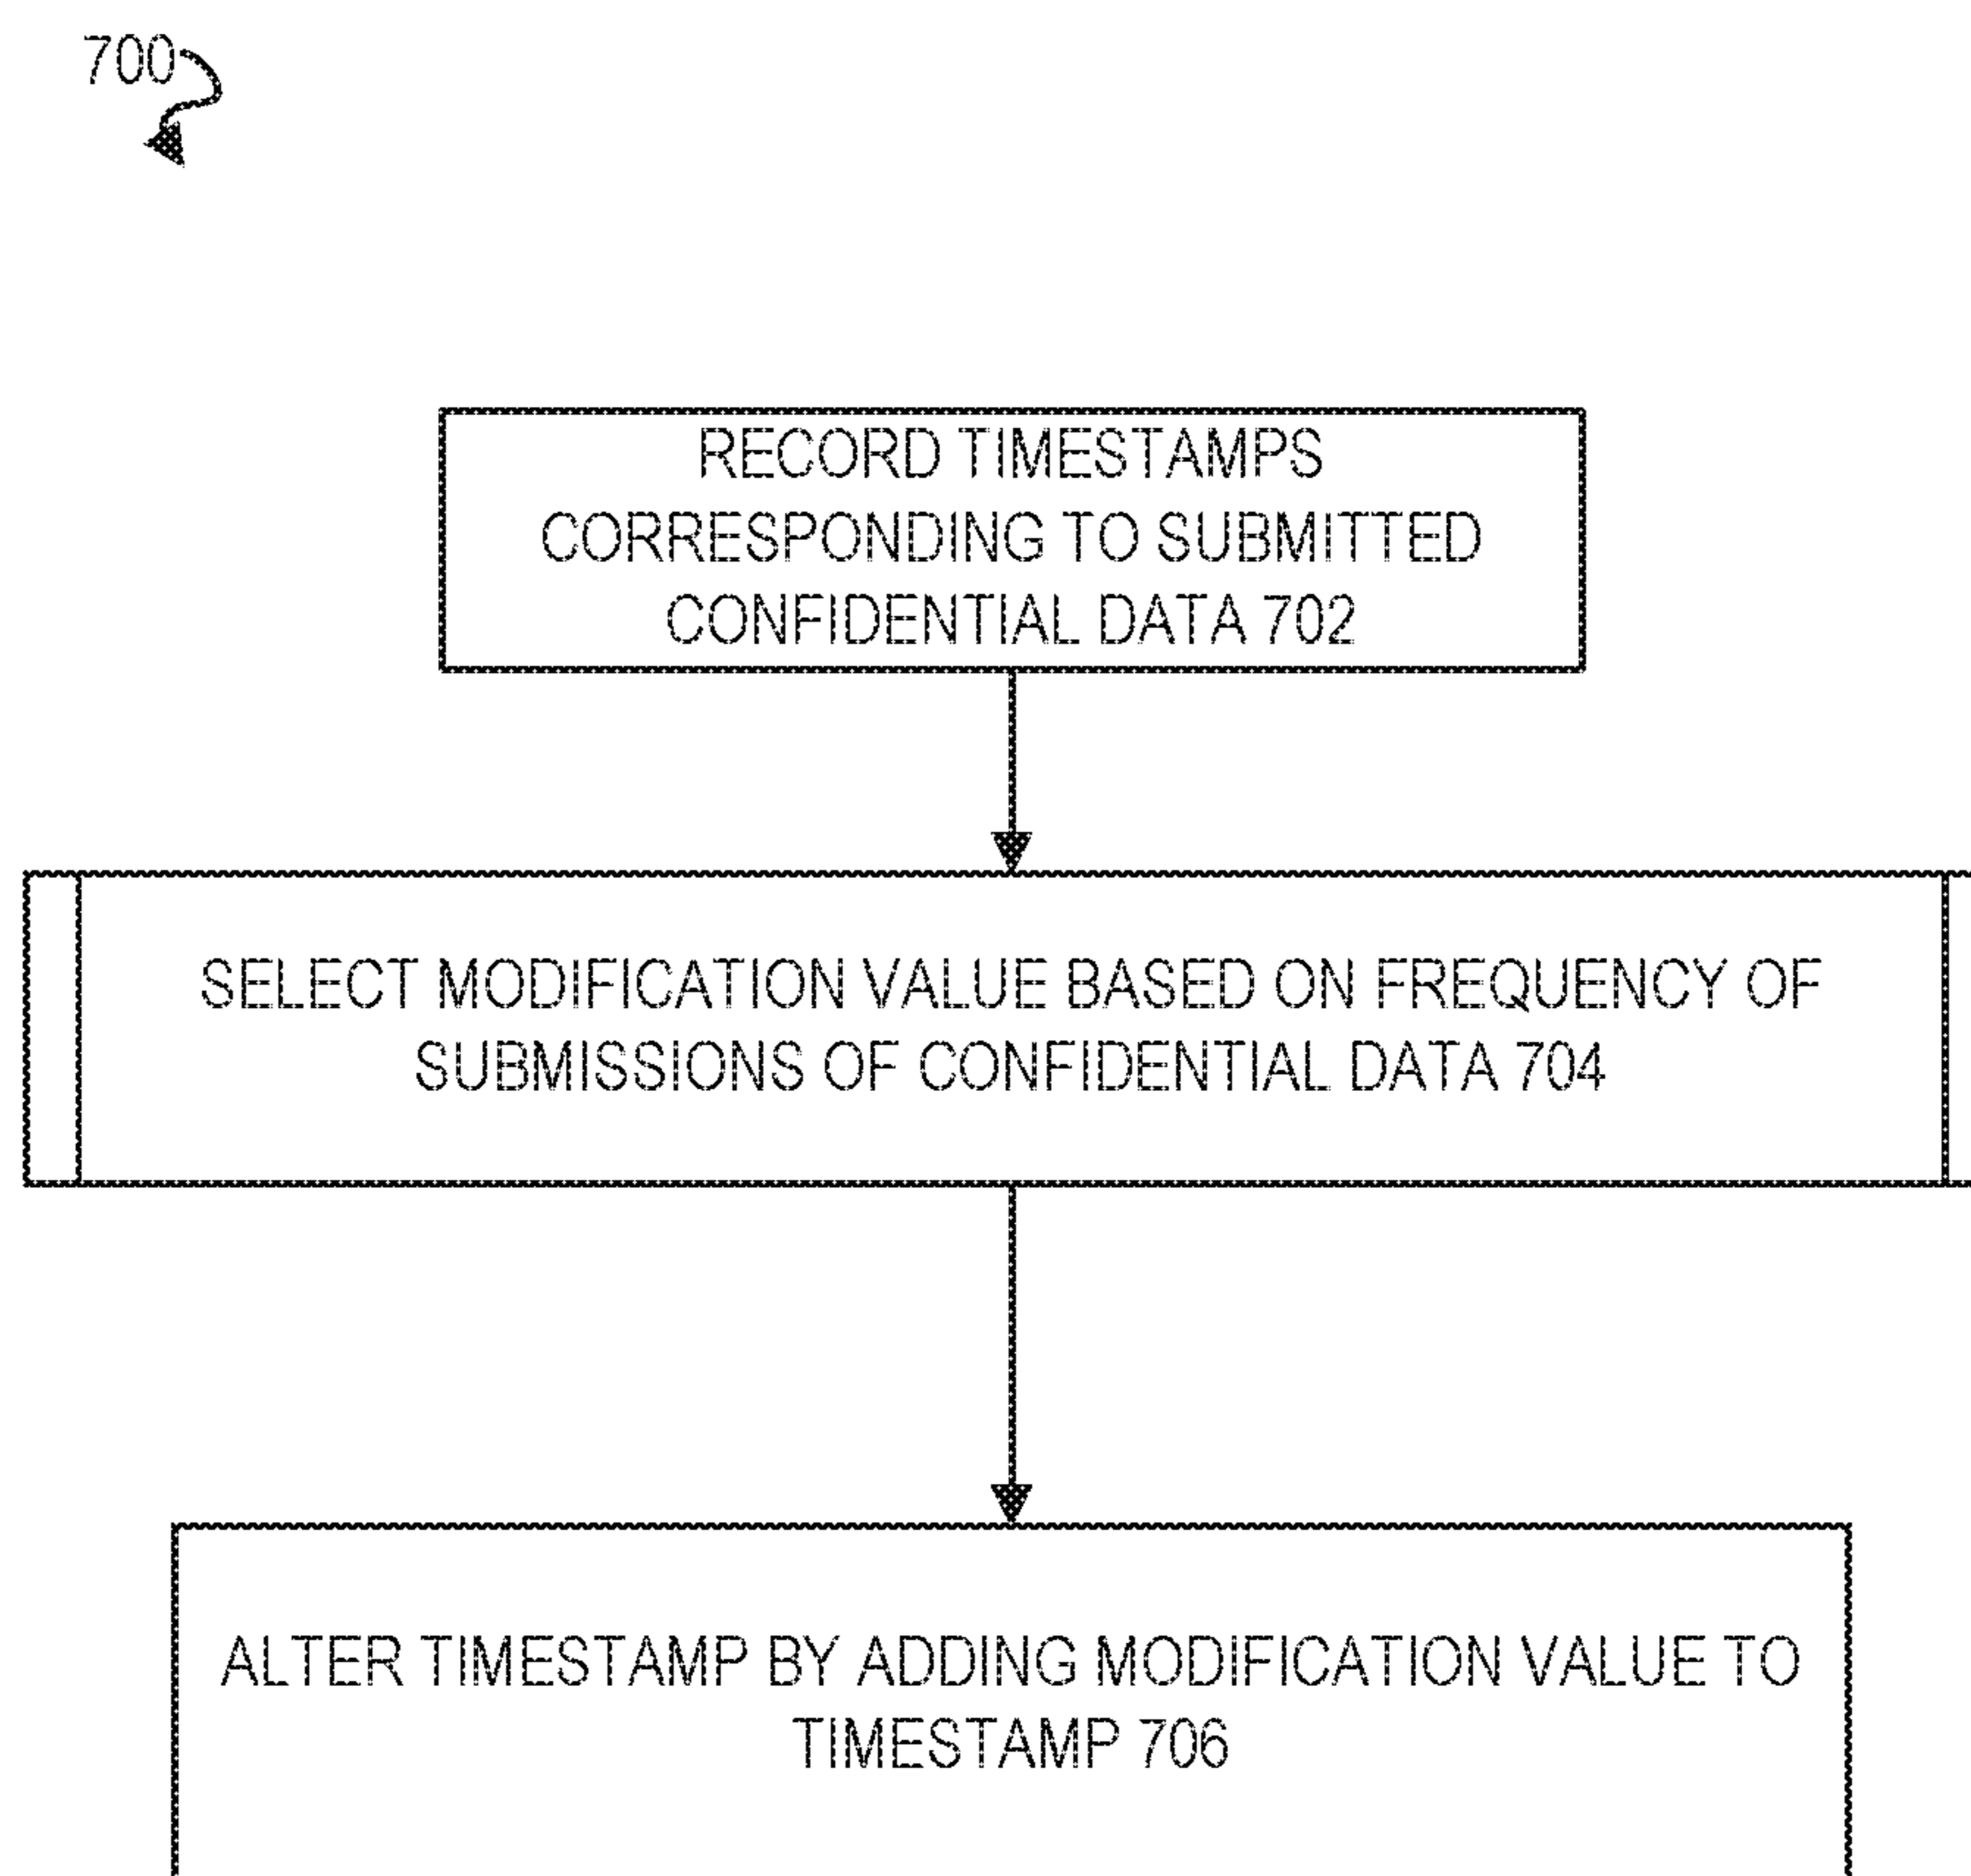 700
RECORD TIMESTAMPS
CORRESPONDING TO SUBMITTED
CONFIDENTIAL DATA 702
SELECT MODIFICATION VALUE BASED ON FREQUENCY OF
SUBMISSIONS OF CONFIDENTIAL DATA 704
ALTER TIMESTAMP BY ADDING MODIFICATION VALUE TO
TIMESTAMP 706